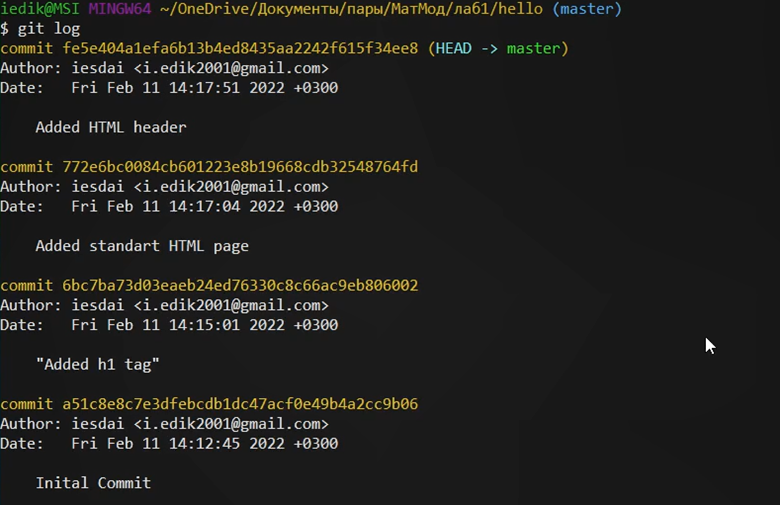 iedik@MSI MINGW64 ~/OneDrive/Документы/пары/МатМод/ла61/hello (master)
$ git log
commit fe5e404a1efa6b13b4ed8435aa2242f615f34ee8 (HEAD -> master)
Author: iesdai <i.edik2001@gmail.com>
Date:   Fri Feb 11 14:17:51 2022 +0300
Added HTML header
commit 772e6bc0084cb601223e8b19668cdb32548764fd
Author: iesdai <i.edik2001@gmail.com>
Date:   Fri Feb 11 14:17:04 2022 +0300
Added standart HTML page
commit 6bc7ba73d03eaeb24ed76330c8c66ac9eb806002
Author: iesdai <i.edik2001@gmail.com>
Date:   Fri Feb 11 14:15:01 2022 +0300
"Added h1 tag"
commit a51c8e8c7e3dfebcdb1dc47acf0e49b4a2cc9b06
Author: iesdai <i.edik2001@gmail.com>
Date:   Fri Feb 11 14:12:45 2022 +0300
Inital Commit